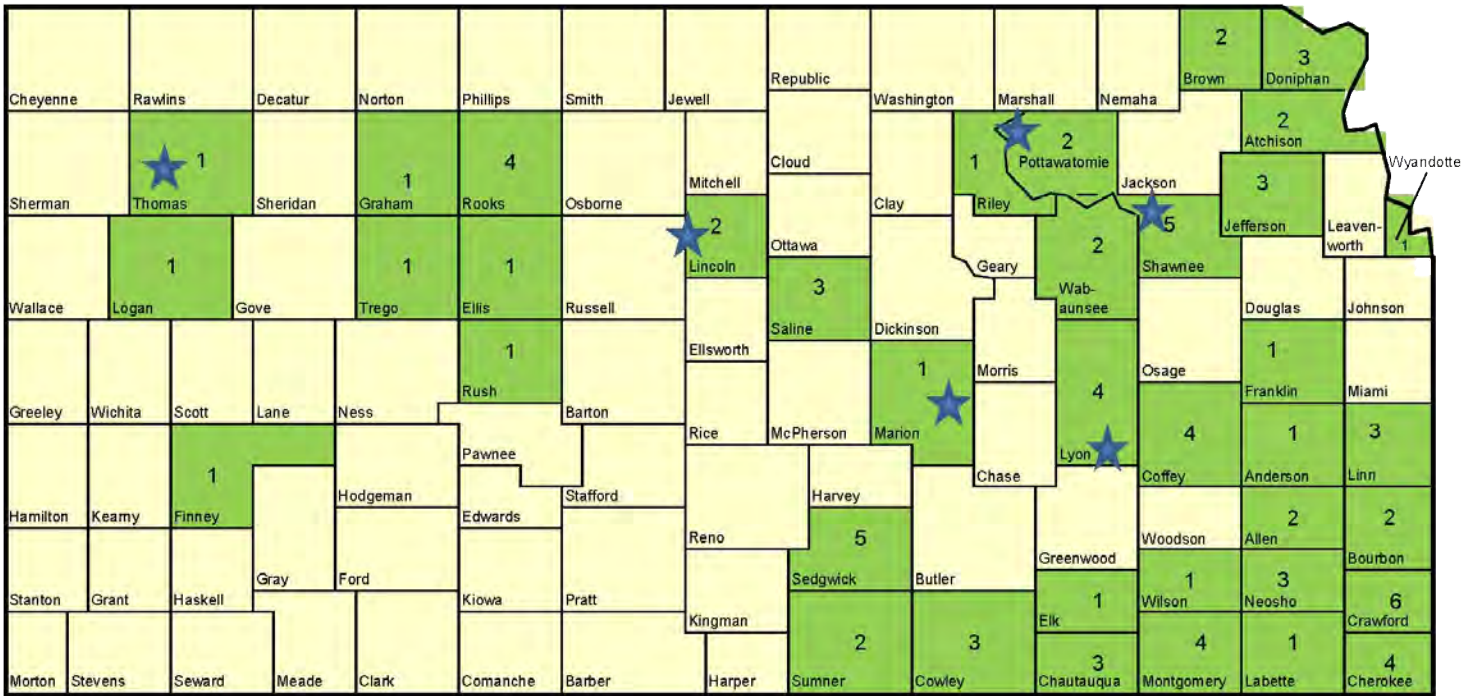 2
3
Republic
Brown
Doniphan
Cheyenne
Rawlins
Decatur
Norton
Phillips
Smith
Jewell
Washington
Marshall
Nemaha
2
Atchison
1
1
4
Cloud
1
2
Pottawatomie
Wyandotte
Mitchell
Jackson
3
Sherman
Thomas
Sheridan
Graham
Rooks
Osborne
Clay
Riley
Jefferson
Leaven-
worth
2
5
1
Ottawa
2
1
1
1
Lincoln
Geary
Shawnee
3
Wab-
aunsee
Wallace
Logan
Gove
Trego
Ellis
Russell
Saline
Dickinson
Douglas
Johnson
1
Ellsworth
1
Morris
Osage
1
Rush
Franklin
Miami
Greeley
Wichita
Scott
Lane
Ness
Barton
Rice
McPherson
Marion
4
4
1
3
Pawnee
Lyon
1
Chase
Coffey
Anderson
Linn
Hodgeman
Stafford
Harvey
Hamilton
Kearny
Finney
Edwards
2
2
Reno
5
Woodson
Allen
Greenwood
Bourbon
Gray
Ford
Sedgwick
Butler
1
3
Stanton
Grant
Haskell
Kiowa
Pratt
1
Wilson
Neosho
6
Kingman
Elk
Crawford
2
3
4
1
3
4
Morton
Stevens
Seward
Meade
Clark
Comanche
Barber
Harper
Sumner
Cowley
Chautauqua
Montgomery
Labette
Cherokee